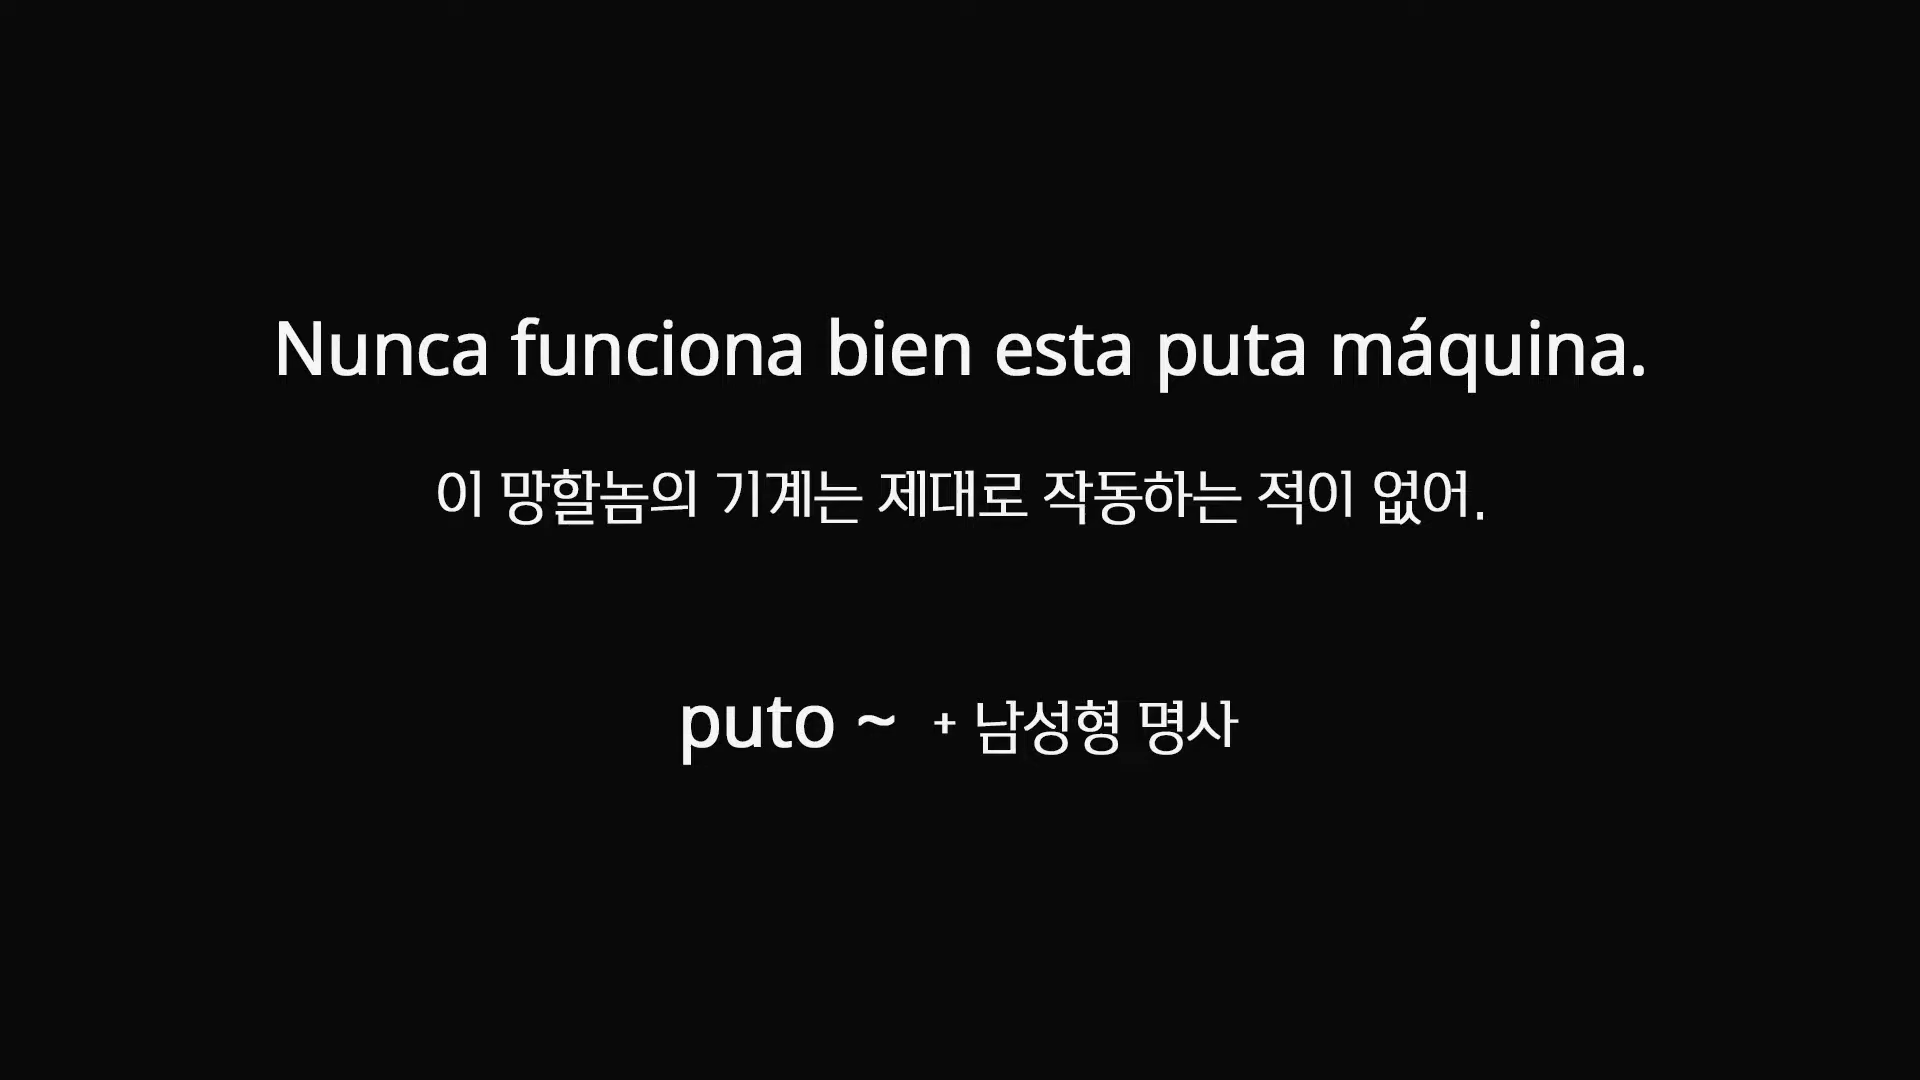 Nunca funciona bien esta puta máquina.
이 망할놈의 기계는 제대로 작동하는 적이 없어.
puto ~ + 남성형 명사